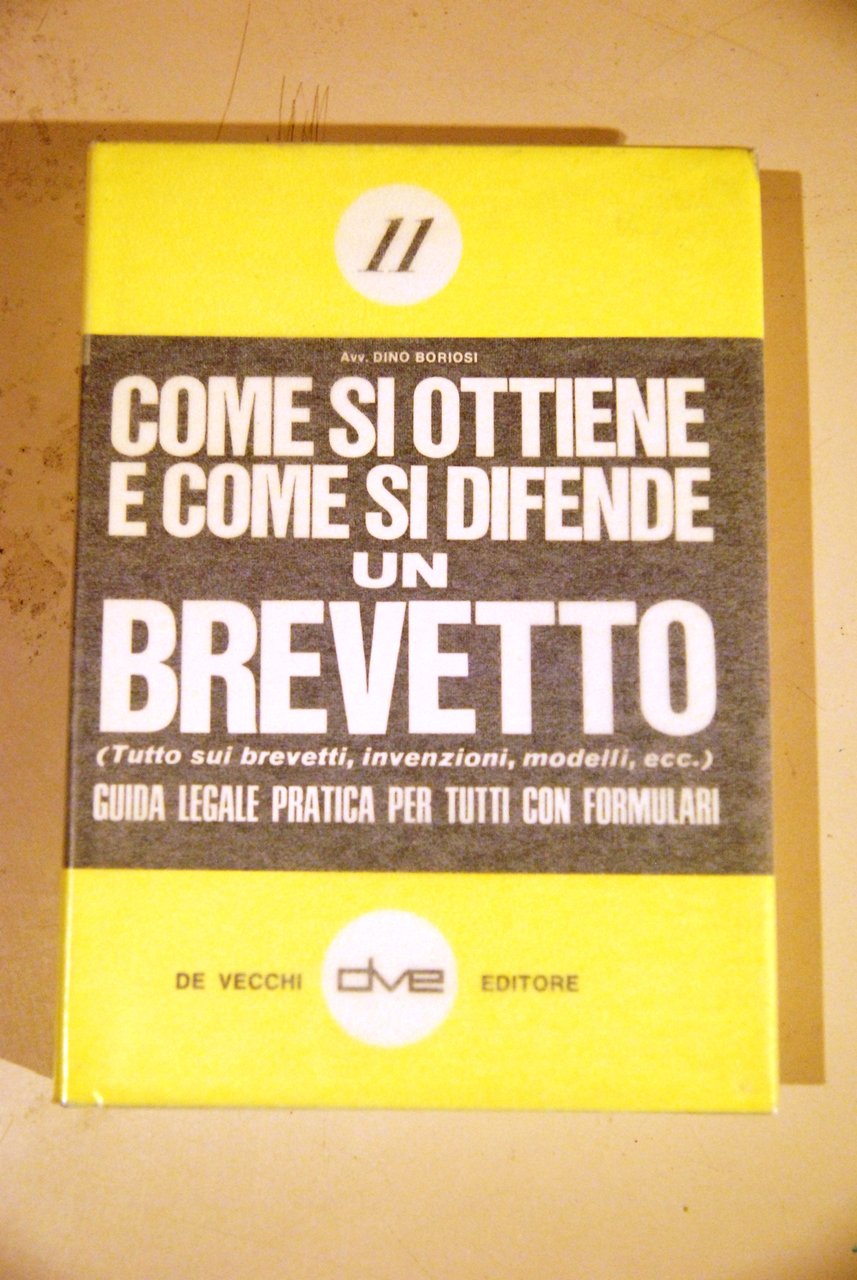 11
Avv. DINO BORIOSI
COME SI OTTIENE
E COME SI DIFENDE
UN
BREVETTO
(Tutto sui brevetti, invenzioni, modelli, ecc.)
GUIDA LEGALE PRATICA PER TUTTI CON FORMULARI
DE VECCHI dve EDITORE